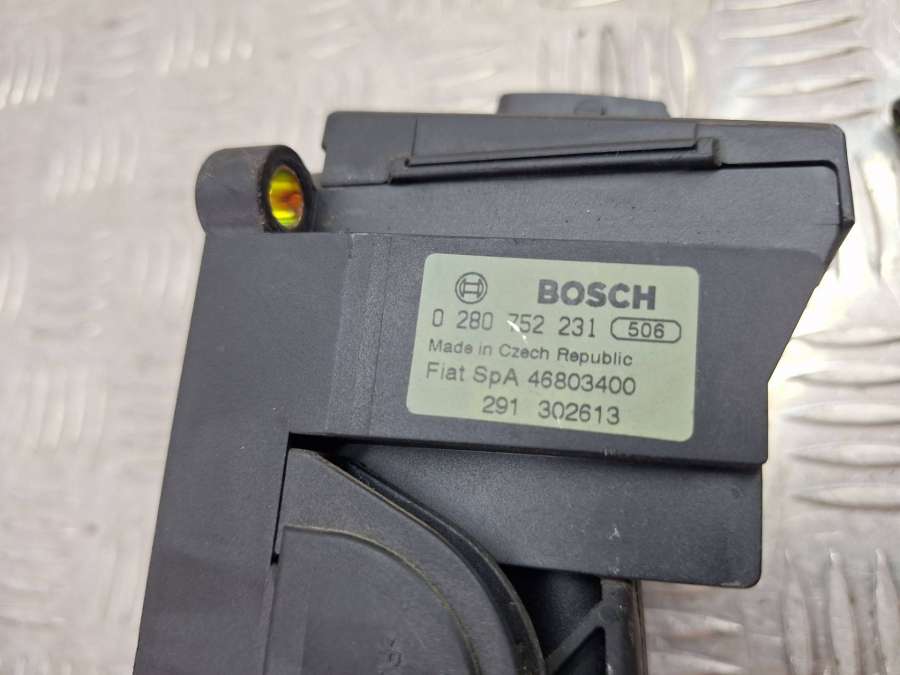 BOSCH
0 280 752 231 506
Made in Czech Republic
Fiat SpA 46803400
291 302613